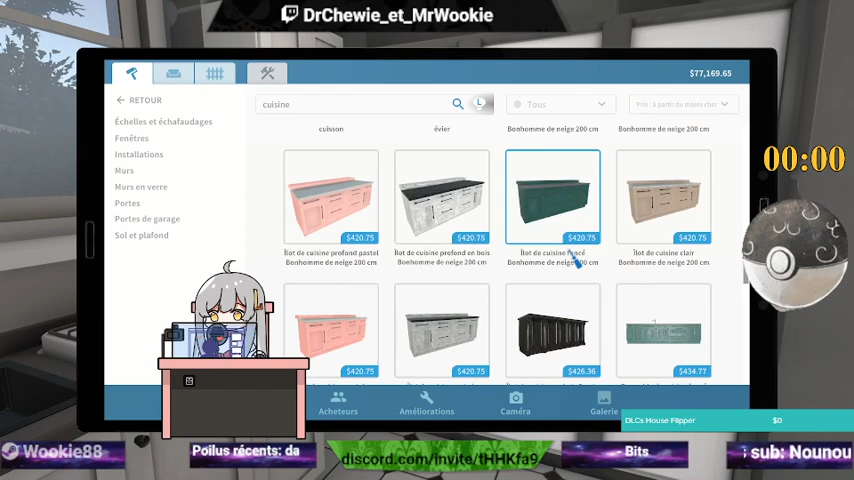 DrChewie_et_MrWookie
$77,169.65
RETOUR
cuisine
Tous
Prix : à partir du moins cher
Échelles et échafaudages
Fenêtres
Installations
Murs
Murs en verre
Portes
Portes de garage
Sol et plafond
cuisson
évier
Bonhomme de neige 200 cm
Bonhomme de neige 200 cm
00:00
$420.75
$420.75
$420.75
$420.75
Îlot de cuisine profond pastel
Bonhomme de neige 200 cm
Îlot de cuisine profond en bois
Bonhomme de neige 200 cm
Îlot de cuisine foncé
Bonhomme de neige 200 cm
Îlot de cuisine clair
Bonhomme de neige 200 cm
$420.75
$420.75
$426.36
$434.77
Acheteurs
Améliorations
Caméra
Galerie
DLCs House Flipper
$0
Wookie88
Poilus récents: da
discord.com/invite/tHHKfa9
- Bits
sub: Nounou